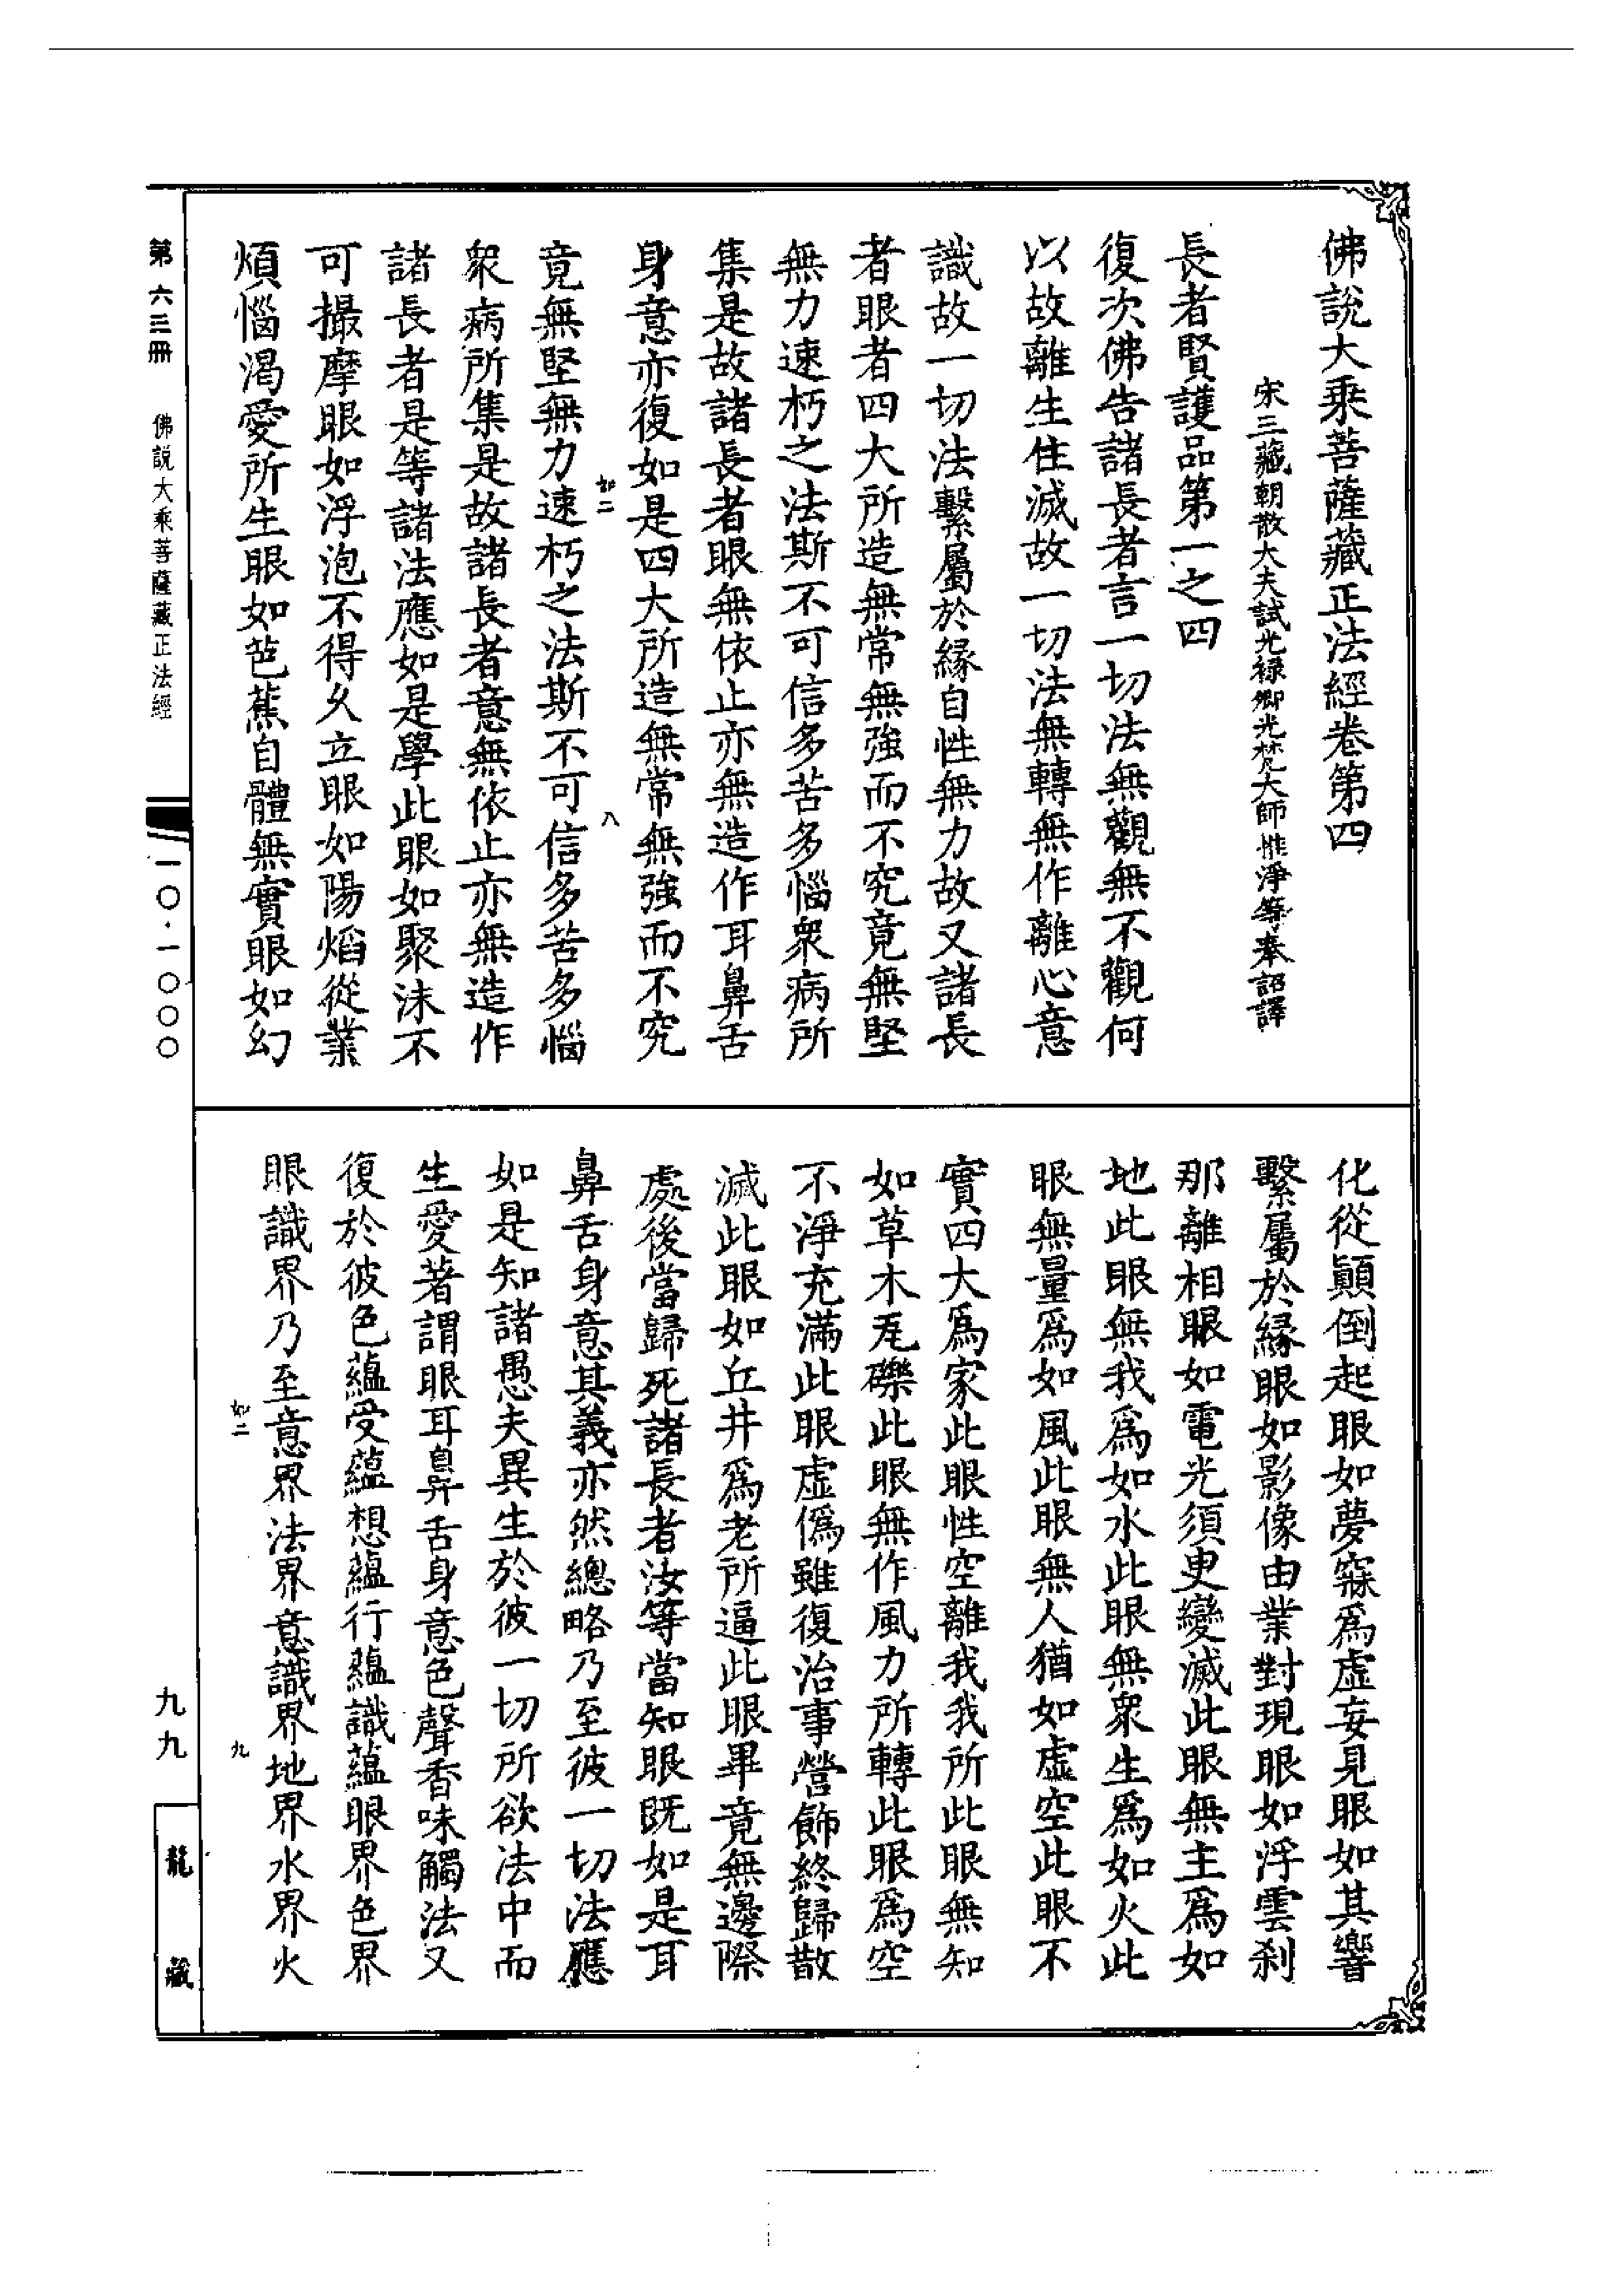 佛說大乘菩薩藏正法經卷第四
宋三藏朝散大夫試光祿卿光梵大師惟淨等奉詔譯
長者賢護品第一之四
復次佛告諸長者言一切法無觀無不觀何
以故離生住滅故一切法無轉無作離心意
識故一切法繫屬於緣自性無力故又諸長
者眼者四大所造無常無強而不究竟無堅
無力速朽之法斯不可信多苦多惱衆病所
集是故諸長者眼無依止亦無造作耳鼻舌
身意亦復如是四大所造無常無強而不究
如二
八
竟無堅無力速朽之法斯不可信多苦多惱
衆病所集是故諸長者意無依止亦無造作
諸長者是等諸法應如是學此眼如聚沫不
可撮摩眼如浮泡不得久立眼如陽焰從業
煩惱渴愛所生眼如芭蕉自體無實眼如幻
化從顛倒起眼如夢寐爲虛妄見眼如其響
繫屬於緣眼如影像由業對現眼如浮雲剎
那離相眼如電光須臾變滅此眼無主爲如
地此眼無我爲如水此眼無衆生爲如火此
眼無量爲如風此眼無人猶如虛空此眼不
實四大爲家此眼性空離我我所此眼無知
如草木瓦礫此眼無作風力所轉此眼爲空
不淨充滿此眼虛僞雖復治事營飾終歸散
滅此眼如丘井爲老所逼此眼畢竟無邊際
處後當歸死諸長者汝等當知眼既如是耳
鼻舌身意其義亦然總略乃至彼一切法應
如是知諸愚夫異生於彼一切所欲法中而
生愛著謂眼耳鼻舌身意色聲香味觸法又
復於彼色蘊受蘊想蘊行蘊識蘊眼界色界
眼識界乃至意界法界意識界地界水界火
如二
九
第六三冊
佛說大乘菩薩藏正法經
一〇·一〇〇〇
九九
龍藏